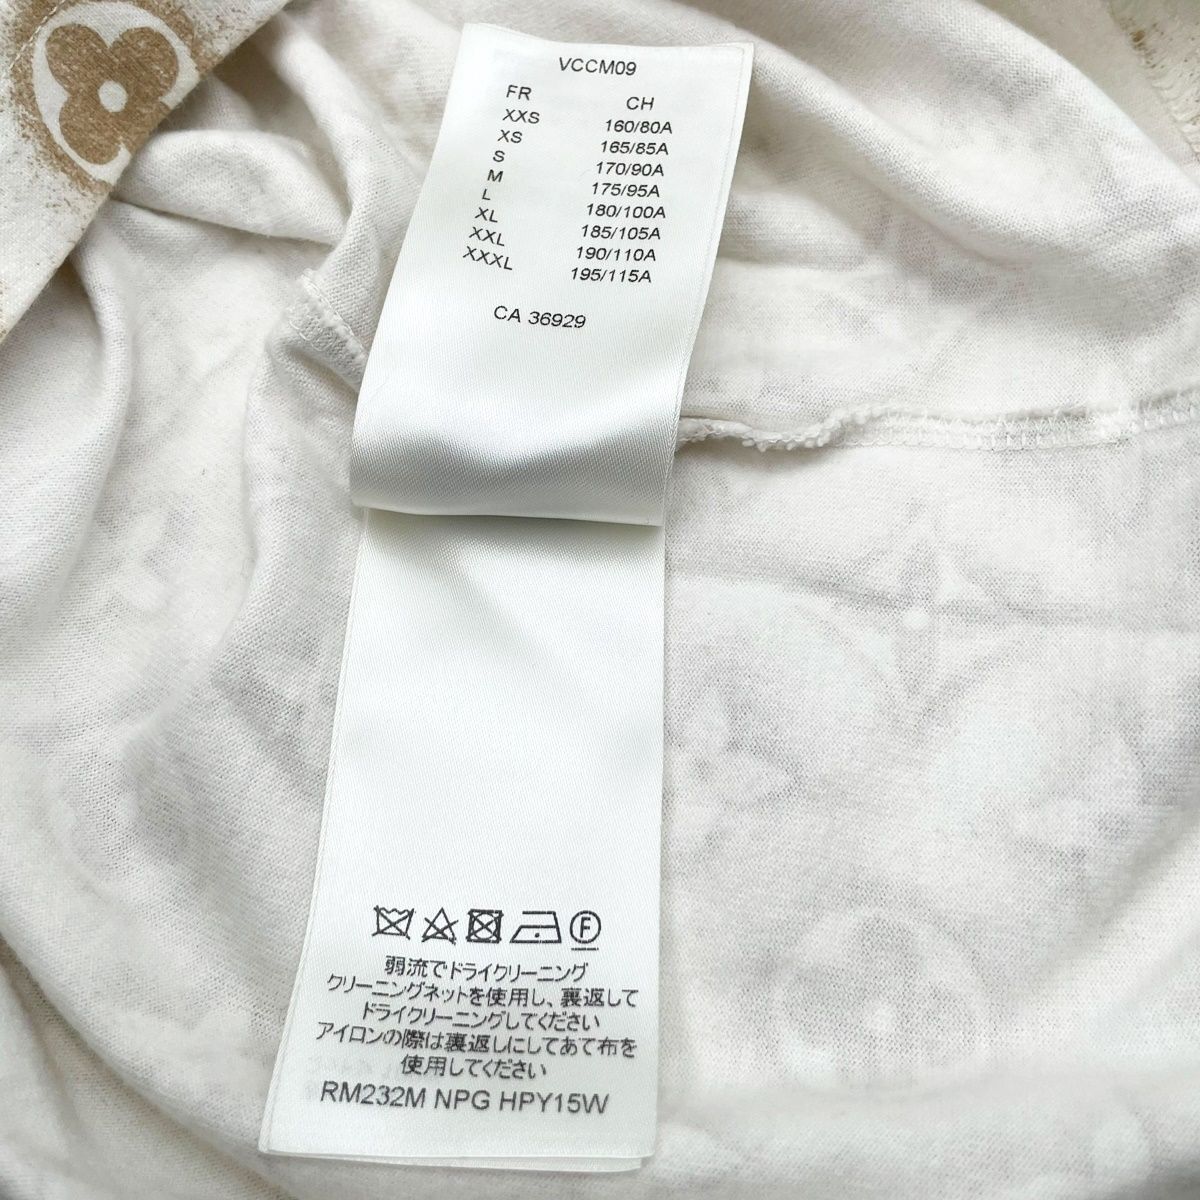 VCCM09
FR CH
XXS 160/80A
XS 165/85A
S 170/90A
M 175/95A
L 180/100A
XL 185/105A
XXL 190/110A
XXXL 195/115A
CA 36929
F
弱流でドライクリーニング
クリーニングネットを使用し、裏返して
ドライクリーニングしてください
アイロンの際は裏返しにしてあて布を
使用してください
RM232M NPG HPY15W